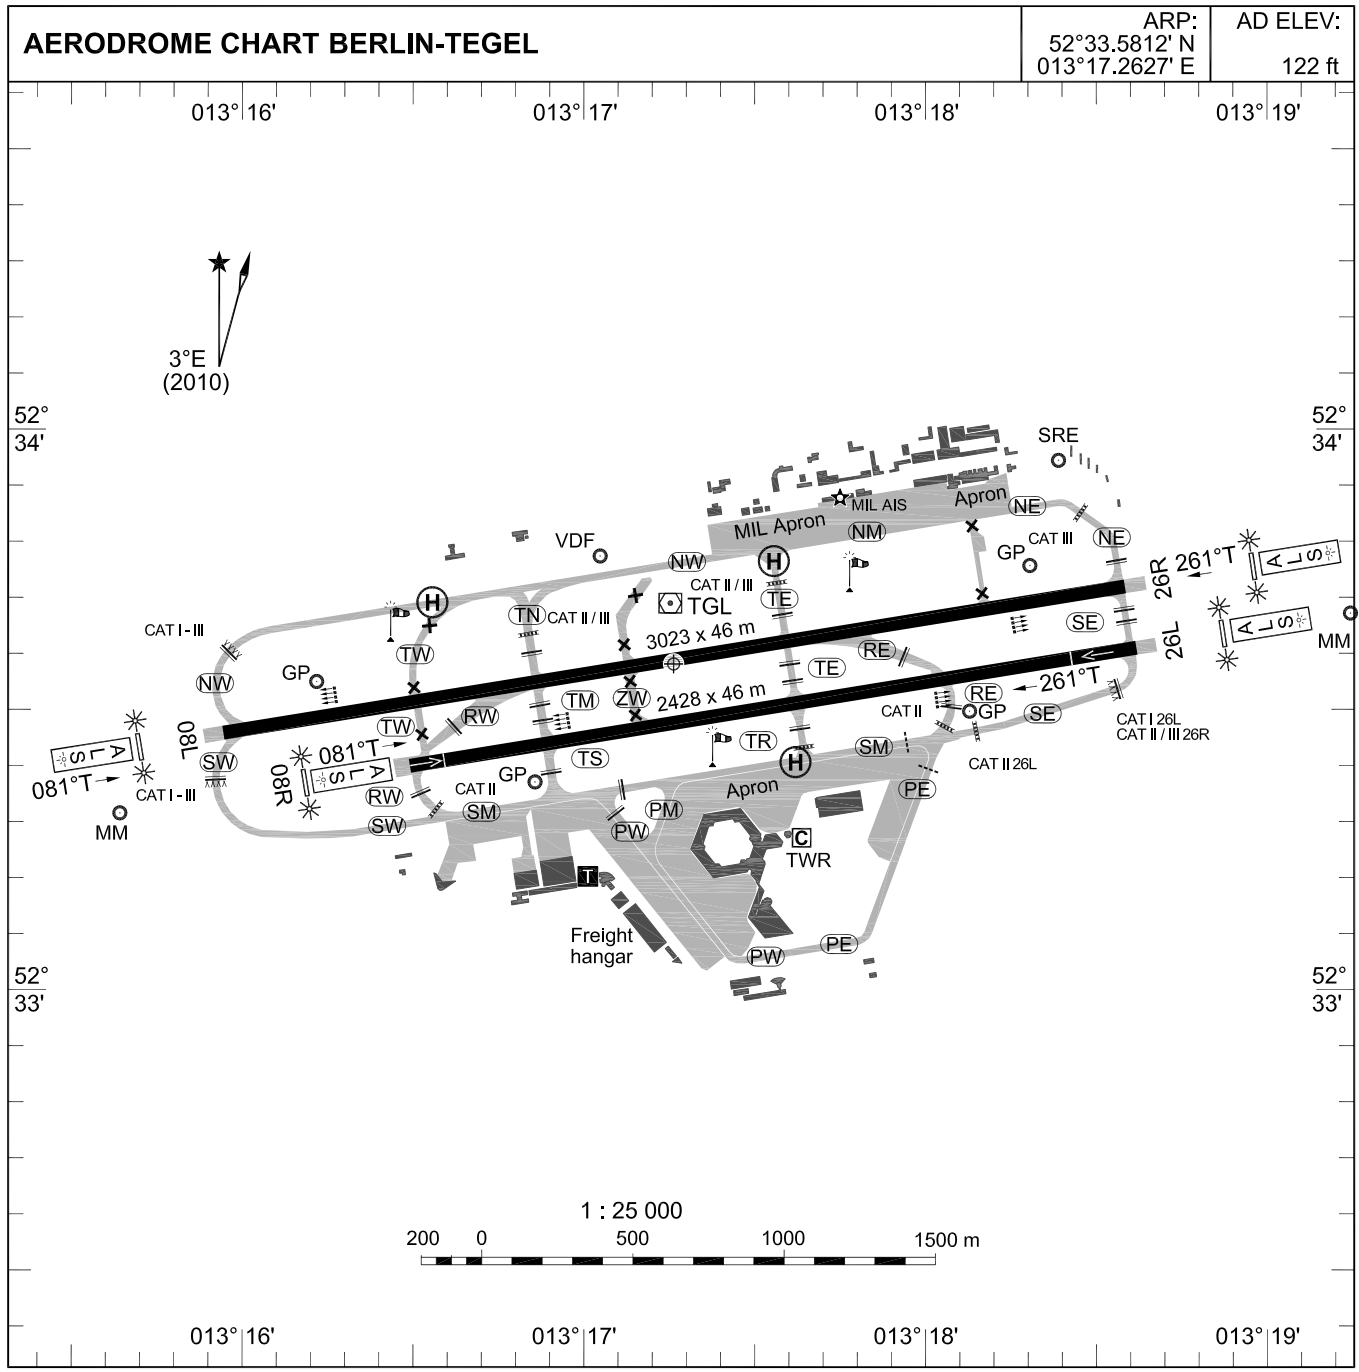 AERODROME CHART BERLIN-TEGEL
ARP:
52°33.5812' N
013°17.2627' E
AD ELEV:
122 ft
013°16'
013°17'
013°18'
013°19'
3°E
(2010)
52°
34'
52°
34'
SRE
MIL AIS
Apron
MIL Apron
NM
NE
NE
CAT III
GP
VDF
NW
H
CAT II / III
TGL
TE
26R
261°T
ALS
ALS
MM
H
TN
CAT II / III
CAT I - III
TW
3023 x 46 m
SE
26L
RE
TE
GP
NW
TM
ZW
2428 x 46 m
RE
261°T
RW
TW
CAT II
GP
SE
CAT I 26L
CAT II / III 26R
08L
081°T
ALS
SW
081°T
08R
ALS
TS
TR
SM
CAT II 26L
H
CAT I - III
MM
RW
CAT II
GP
SM
SW
PM
PW
Apron
PE
C
TWR
T
Freight
hangar
PW
PE
52°
33'
52°
33'
1 : 25 000
200
0
500
1000
1500 m
013°16'
013°17'
013°18'
013°19'